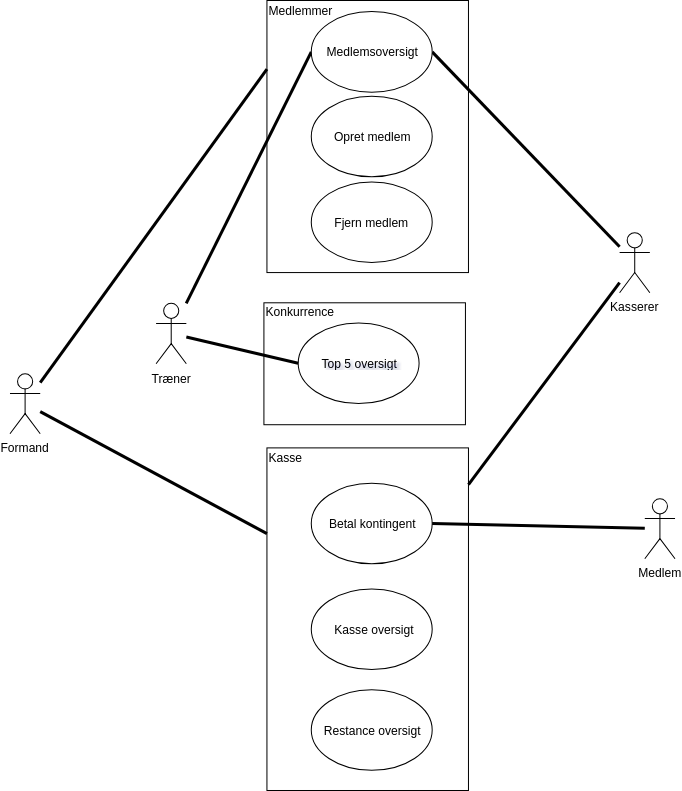 Medlemmer
Medlemsoversigt
Opret medlem
Fjern medlem
Kasserer
Konkurrence
Top 5 oversigt
Træner
Formand
Kasse
Betal kontingent
Medlem
Kasse oversigt
Restance oversigt